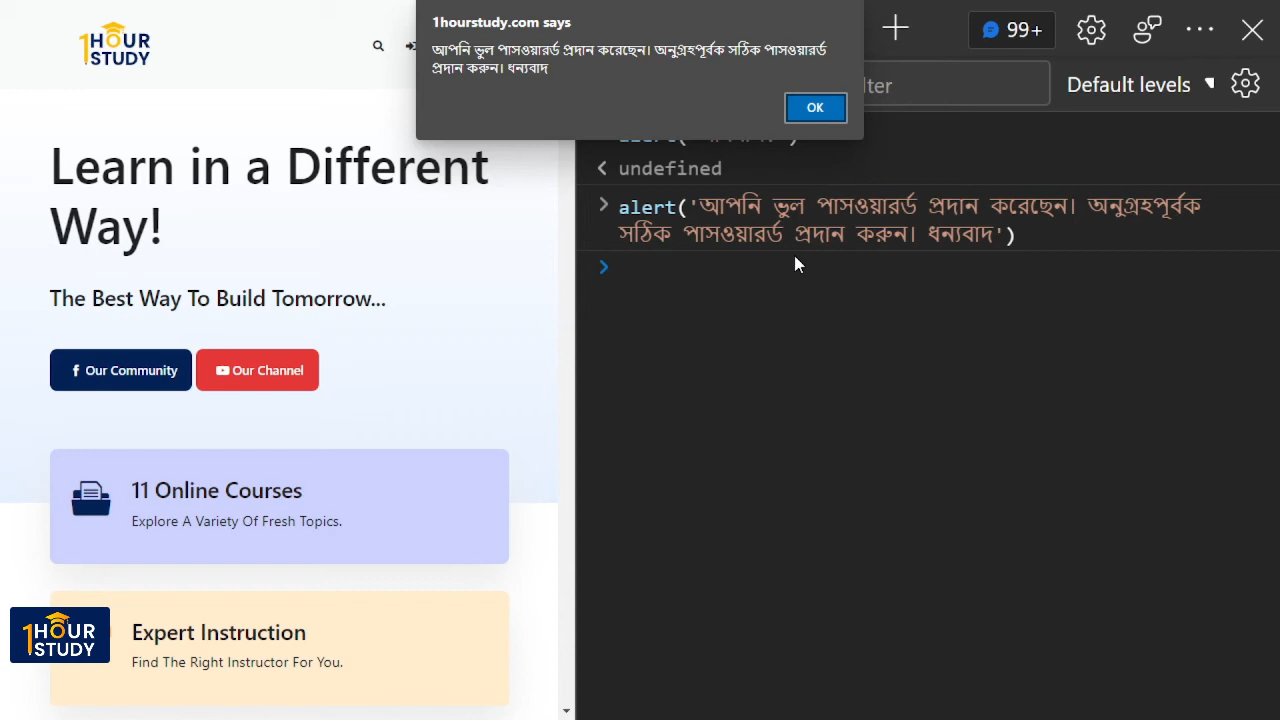 1HOUR
STUDY
1hourstudy.com says
আপনি ভুল পাসওয়ার্ড প্রদান করেছেন। অনুগ্রহপূর্বক সঠিক পাসওয়ার্ড
প্রদান করুন। ধন্যবাদ
OK
99+
Default levels
undefined
alert('আপনি ভুল পাসওয়ার্ড প্রদান করেছেন। অনুগ্রহপূর্বক
সঠিক পাসওয়ার্ড প্রদান করুন। ধন্যবাদ')
Learn in a Different
Way!
The Best Way To Build Tomorrow...
Our Community
Our Channel
11 Online Courses
Explore A Variety Of Fresh Topics.
Expert Instruction
Find The Right Instructor For You.
1HOUR
STUDY